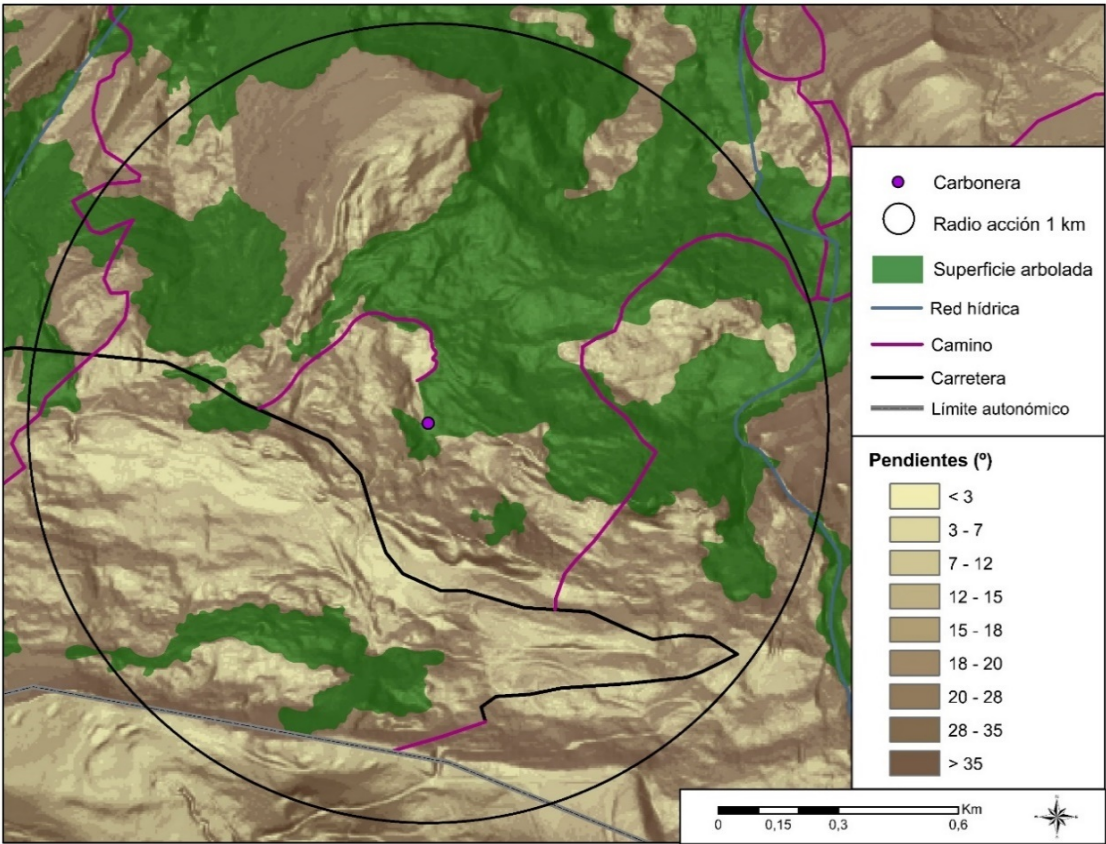 Carbonera
Radio acción 1 km
Superficie arbolada
Red hídrica
Camino
Carretera
Límite autonómico
Pendientes (º)
< 3
3 - 7
7 - 12
12 - 15
15 - 18
18 - 20
20 - 28
28 - 35
> 35
Km
0 0,15 0,3 0,6